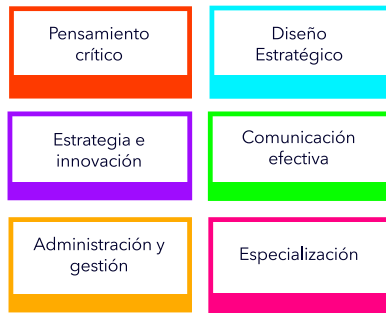 Pensamiento
crítico
Diseño
Estratégico
Estrategia e
innovación
Comunicación
efectiva
Administración y
gestión
Especialización